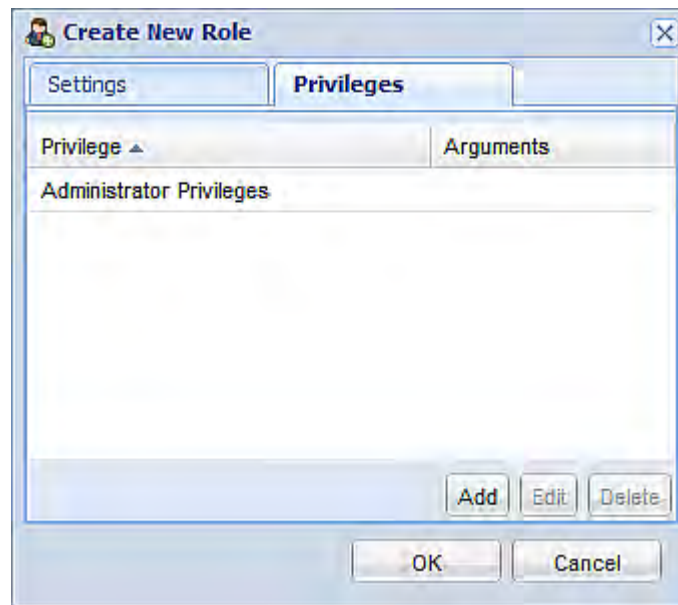 Create New Role
Settings
Privileges
Privilege
Arguments
Administrator Privileges
Add
Edit
Delete
OK
Cancel